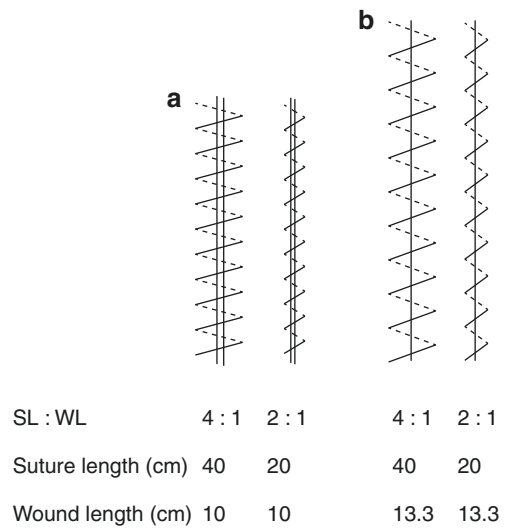 b
a
SL : WL 4 : 1 2 : 1 4 : 1 2 : 1
Suture length (cm) 40 20 40 20
Wound length (cm) 10 10 13.3 13.3